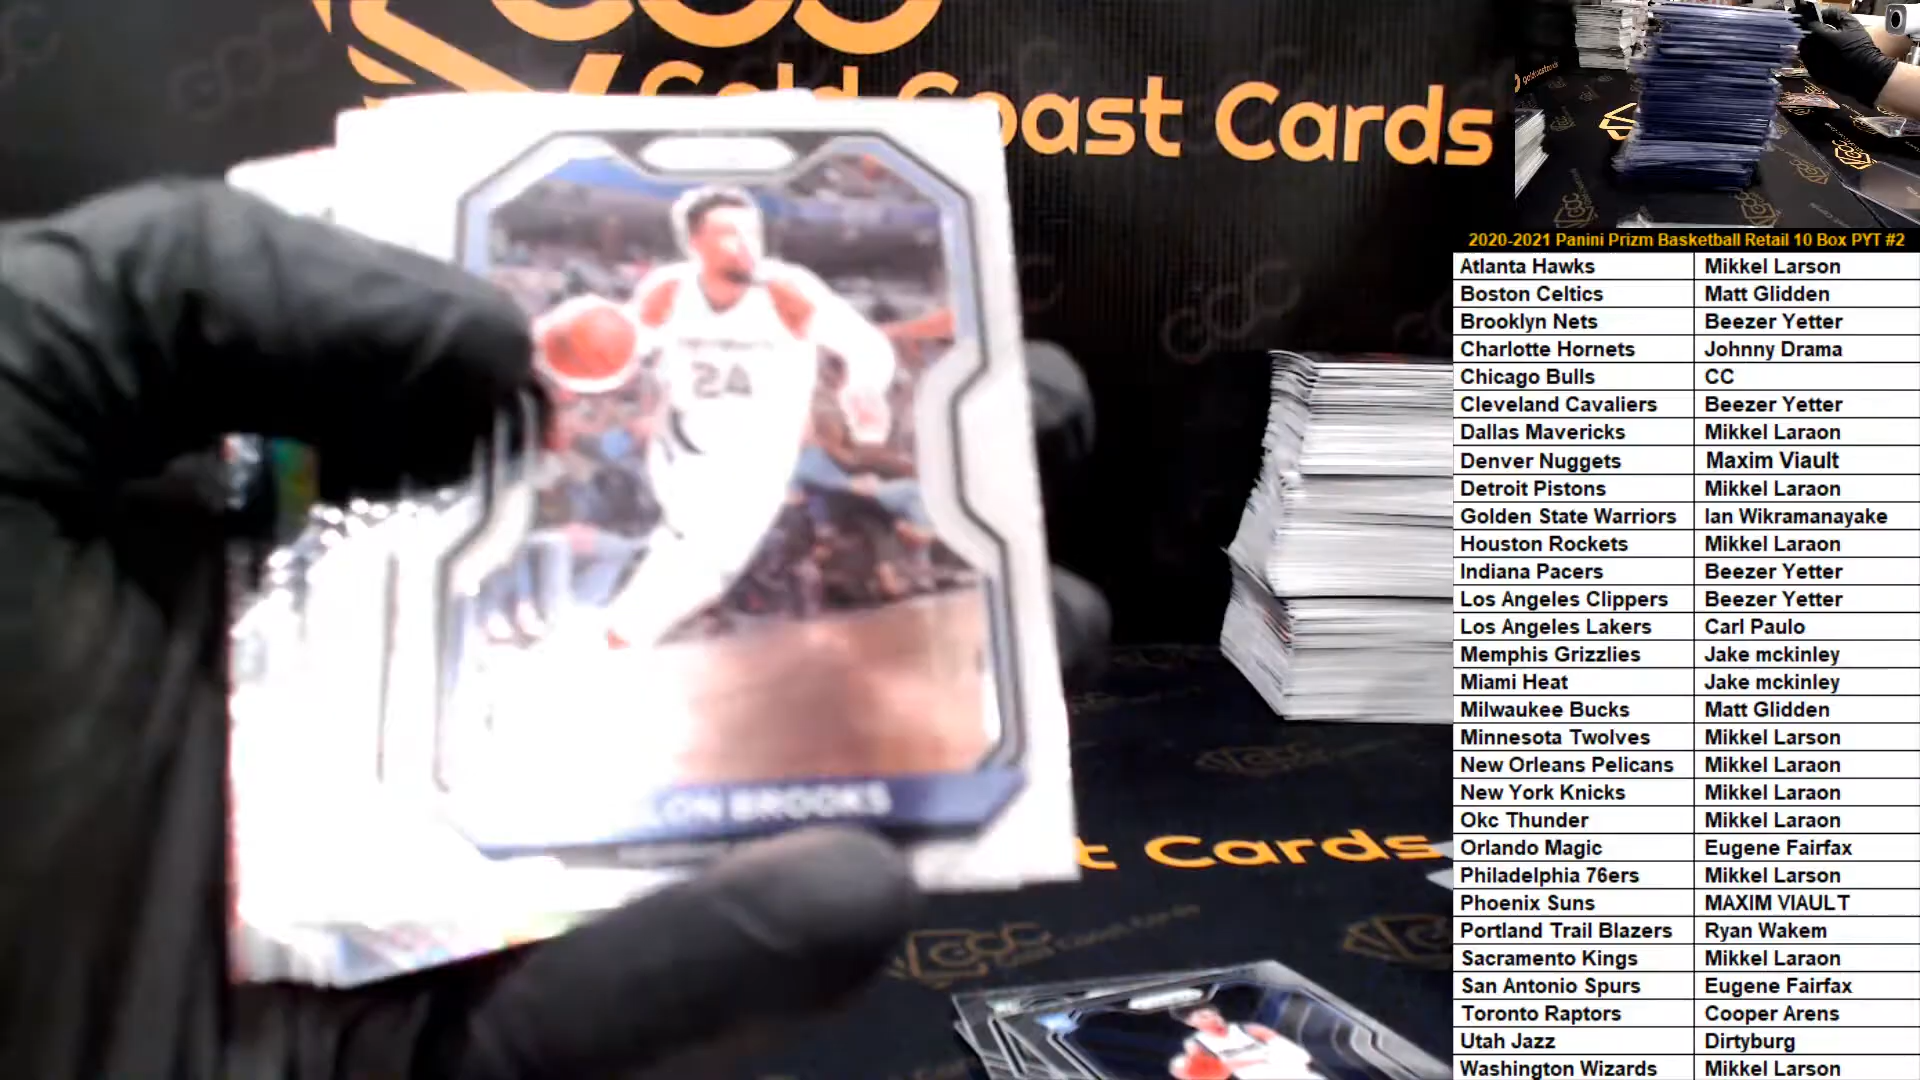 Gold Coast Cards
24
LON BROOKS
t Cards
2020-2021 Panini Prizm Basketball Retail 10 Box PYT #2
Atlanta Hawks Mikkel Larson
Boston Celtics Matt Glidden
Brooklyn Nets Beezer Yetter
Charlotte Hornets Johnny Drama
Chicago Bulls CC
Cleveland Cavaliers Beezer Yetter
Dallas Mavericks Mikkel Laraon
Denver Nuggets Maxim Viault
Detroit Pistons Mikkel Laraon
Golden State Warriors Ian Wikramanayake
Houston Rockets Mikkel Laraon
Indiana Pacers Beezer Yetter
Los Angeles Clippers Beezer Yetter
Los Angeles Lakers Carl Paulo
Memphis Grizzlies Jake mckinley
Miami Heat Jake mckinley
Milwaukee Bucks Matt Glidden
Minnesota Twolves Mikkel Larson
New Orleans Pelicans Mikkel Laraon
New York Knicks Mikkel Laraon
Okc Thunder Mikkel Laraon
Orlando Magic Eugene Fairfax
Philadelphia 76ers Mikkel Larson
Phoenix Suns MAXIM VIAULT
Portland Trail Blazers Ryan Wakem
Sacramento Kings Mikkel Laraon
San Antonio Spurs Eugene Fairfax
Toronto Raptors Cooper Arens
Utah Jazz Dirtyburg
Washington Wizards Mikkel Larson